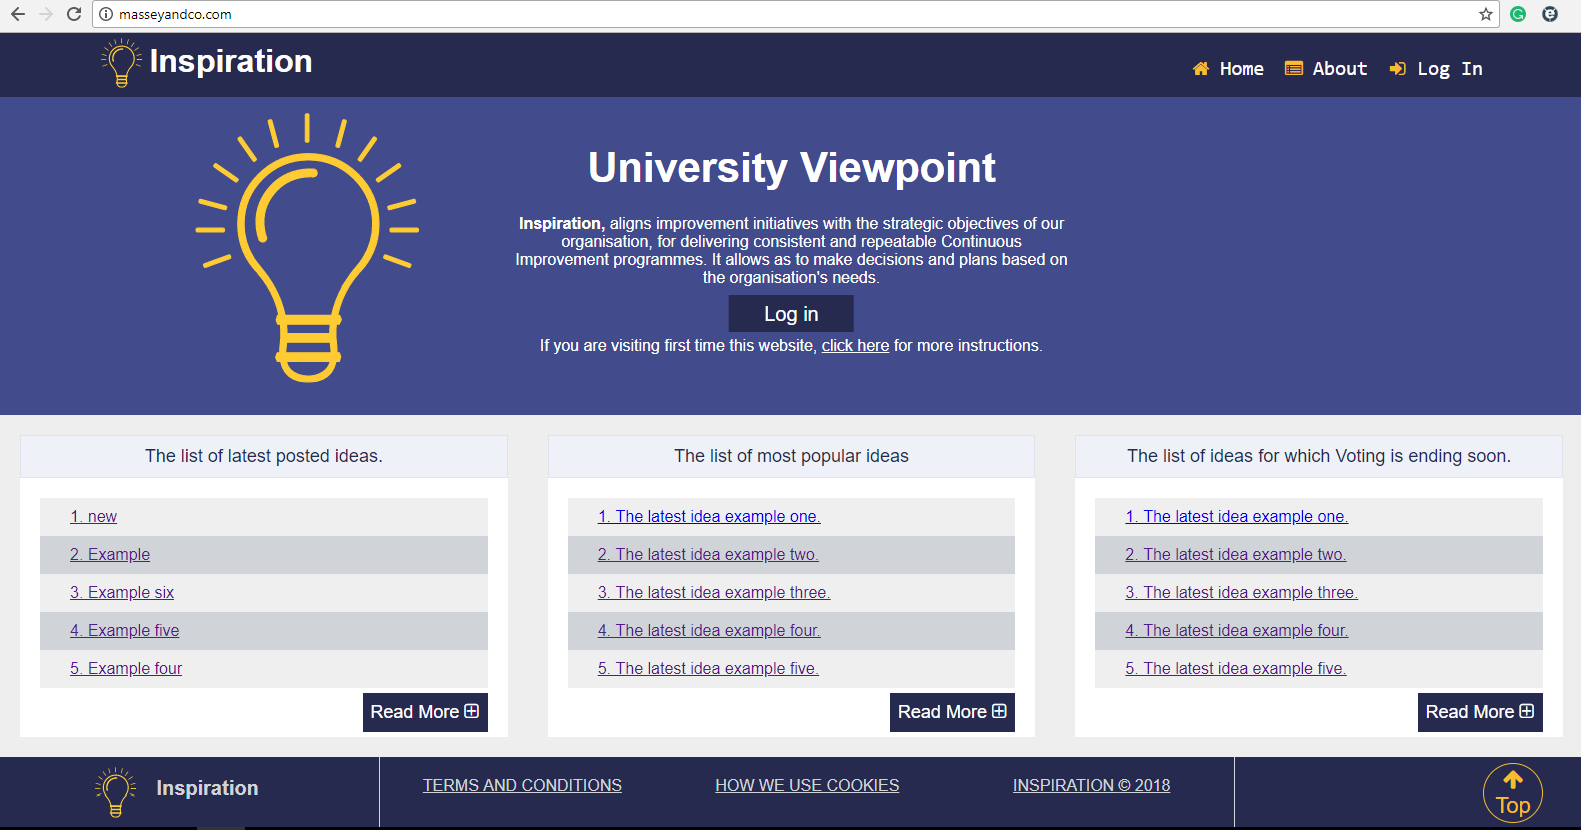 masseyandco.com
Inspiration
Home About Log In
University Viewpoint
Inspiration, aligns improvement initiatives with the strategic objectives of our
organisation, for delivering consistent and repeatable Continuous
Improvement programmes. It allows as to make decisions and plans based on
the organisation's needs.
Log in
If you are visiting first time this website, click here for more instructions.
The list of latest posted ideas.
1. new
2. Example
3. Example six
4. Example five
5. Example four
Read More
The list of most popular ideas
1. The latest idea example one.
2. The latest idea example two.
3. The latest idea example three.
4. The latest idea example four.
5. The latest idea example five.
Read More
The list of ideas for which Voting is ending soon.
1. The latest idea example one.
2. The latest idea example two.
3. The latest idea example three.
4. The latest idea example four.
5. The latest idea example five.
Read More
Inspiration
TERMS AND CONDITIONS
HOW WE USE COOKIES
INSPIRATION © 2018
Top